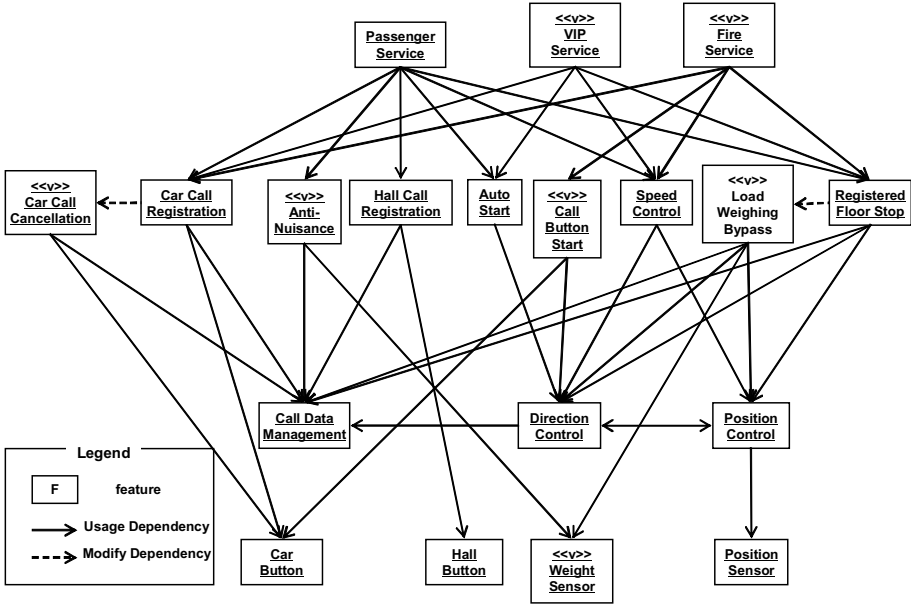 Passenger
Service
<<v>>
VIP
Service
<<v>>
Fire
Service
<<v>>
Car Call
Cancellation
Car Call
Registration
<<v>>
Anti-
Nuisance
Hall Call
Registration
Auto
Start
<<v>>
Call
Button
Start
Speed
Control
<<v>>
Load
Weighing
Bypass
Registered
Floor Stop
Call Data
Management
Direction
Control
Position
Control
Legend
F
feature
Usage Dependency
Modify Dependency
Car
Button
Hall
Button
<<v>>
Weight
Sensor
Position
Sensor